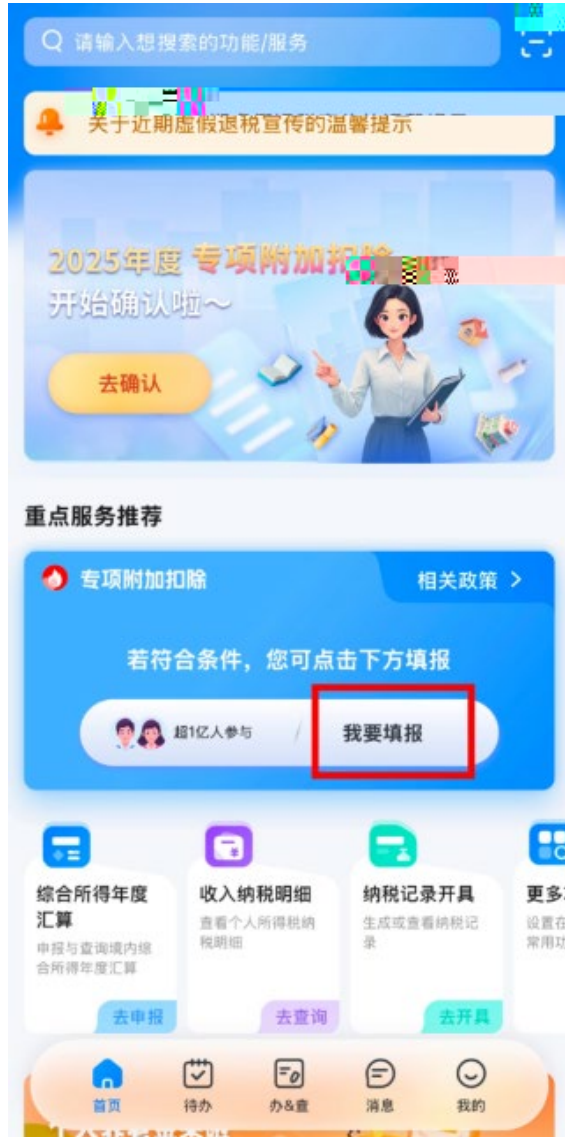 请输入想搜索的功能/服务
关于近期虚假退税宣传的温馨提示
2025年度 专项附加扣除
开始确认啦～
去确认
重点服务推荐
专项附加扣除
相关政策 >
若符合条件，您可点击下方填报
超1亿人参与
我要填报
综合所得年度
汇算
申报与查询境内综
合所得年度汇算
去申报
收入纳税明细
查看个人所得税纳
税明细
去查询
纳税记录开具
生成或查看纳税记
录
去开具
更多
设置在
常用功
首页
待办
办&查
消息
我的